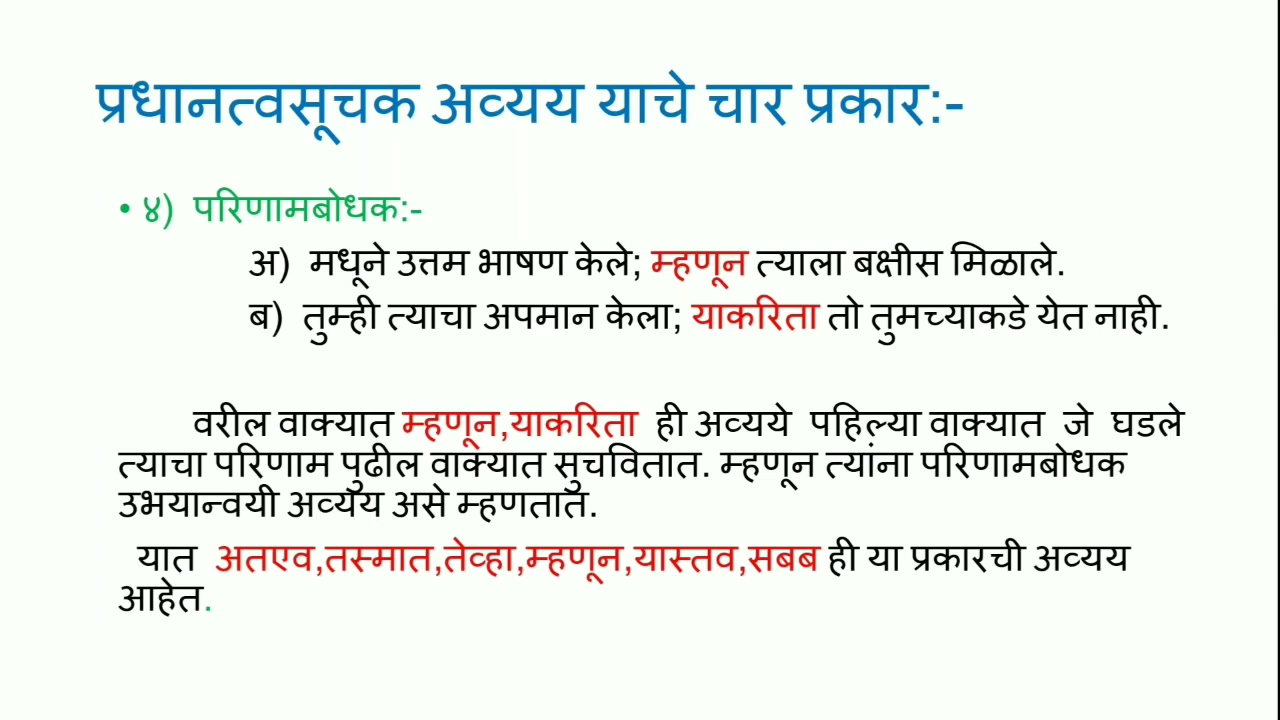 प्रधानत्वसूचक अव्यय याचे चार प्रकार:-
• ४) परिणामबोधक:-
अ) मधूने उत्तम भाषण केले; म्हणून त्याला बक्षीस मिळाले.
ब) तुम्ही त्याचा अपमान केला; याकरिता तो तुमच्याकडे येत नाही.
वरील वाक्यात म्हणून,याकरिता ही अव्यये पहिल्या वाक्यात जे घडले
त्याचा परिणाम पुढील वाक्यात सुचवितात. म्हणून त्यांना परिणामबोधक
उभयान्वयी अव्यय असे म्हणतात.
यात अतएव,तस्मात,तेव्हा,म्हणून,यास्तव,सबब ही या प्रकारची अव्यय
आहेत.